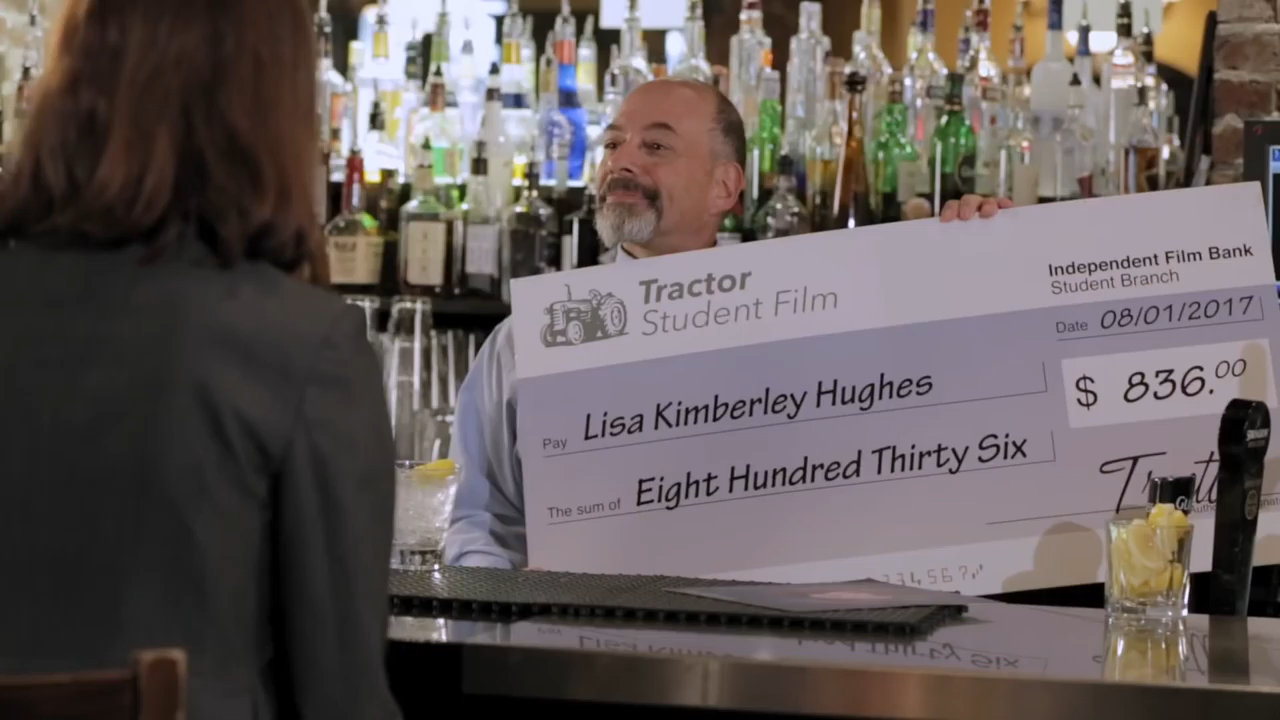 Tractor
Student Film
Independent Film Bank
Student Branch
Date 08/01/2017
Pay Lisa Kimberley Hughes
$ 836.00
The sum of Eight Hundred Thirty Six